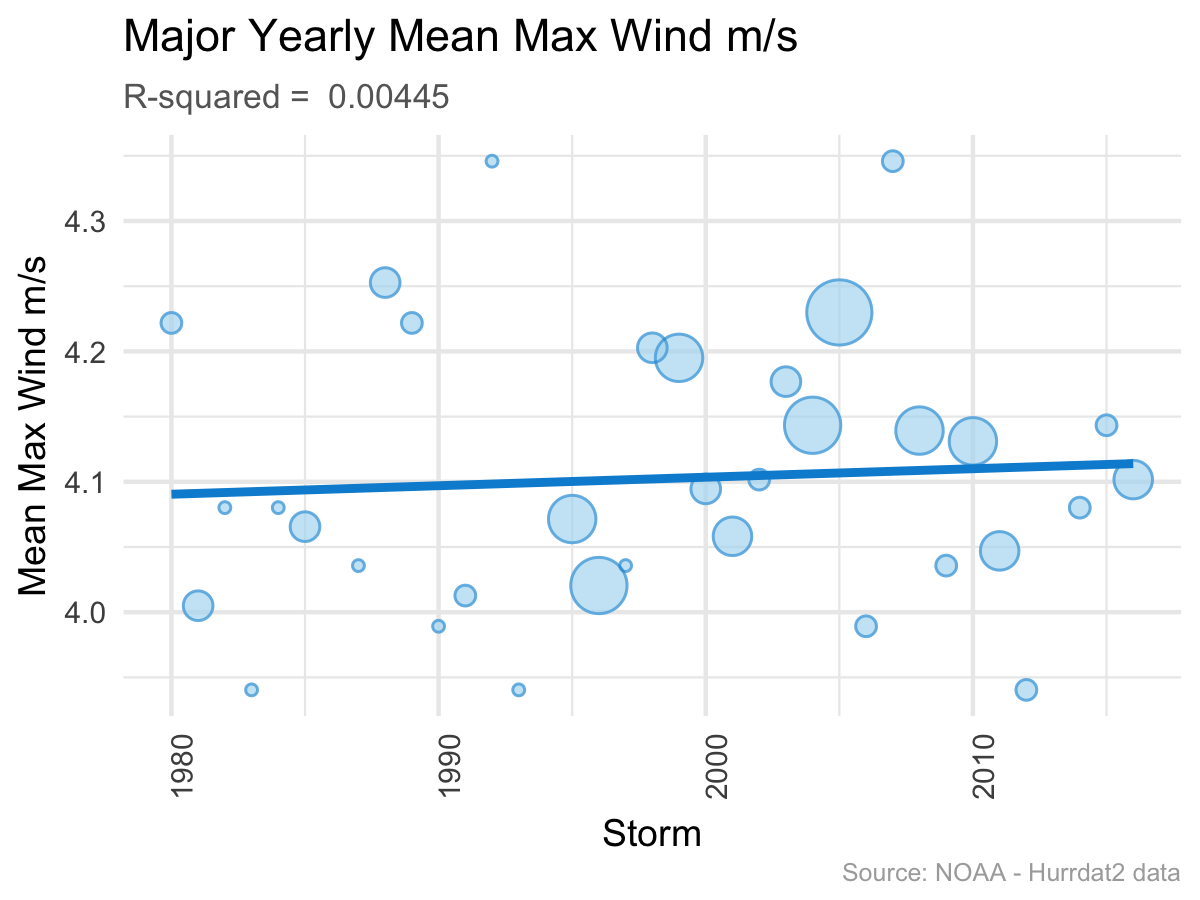 Major Yearly Mean Max Wind m/s
R-squared =  0.00445
Mean Max Wind m/s
4.3
4.2
4.1
4.0
1980
1990
2000
2010
Storm
Source: NOAA - Hurrdat2 data